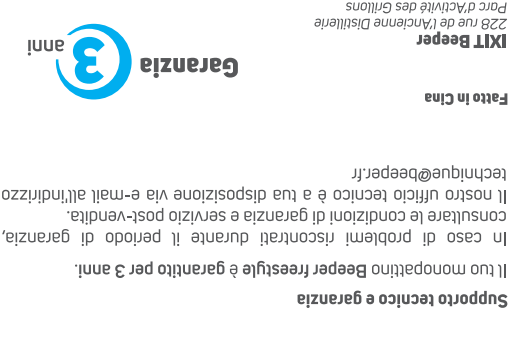 Supporto tecnico e garanzia
Il tuo monopattino Beeper freestyle è garantito per 3 anni.
In caso di problemi riscontrati durante il periodo di garanzia,
consultare le condizioni di garanzia e servizio post-vendita.
Il nostro ufficio tecnico è a tua disposizione via e-mail all'indirizzo
technique@beeper.fr
Fatto in Cina
IXIT Beeper
228 rue de l'Ancienne Distillerie
Parc d'Activité des Grillons
Garanzia
3
anni